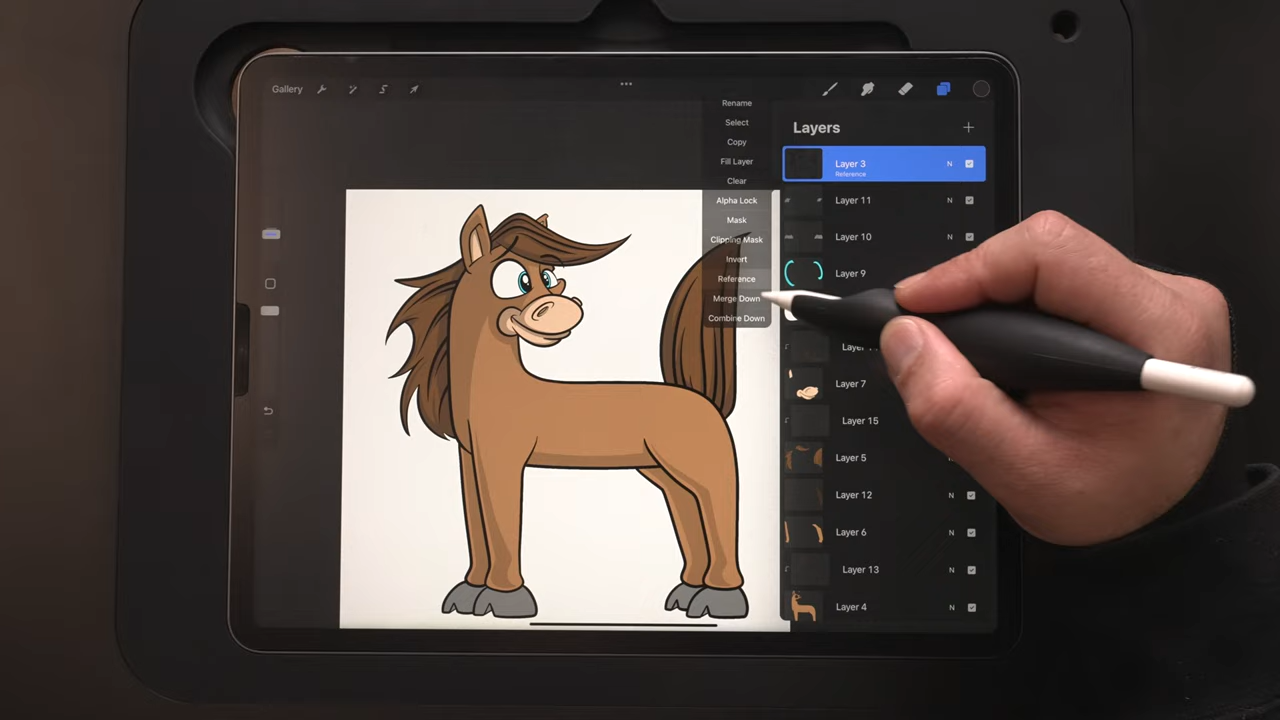 Gallery
Rename
Select
Copy
Fill Layer
Clear
Alpha Lock
Mask
Clipping Mask
Invert
Reference
Merge Down
Combine Down
Layers
Layer 3 N
Reference
Layer 11 N
Layer 10 N
Layer 9
Layer 7
Layer 15
Layer 5
Layer 12 N
Layer 6 N
Layer 13 N
Layer 4 N